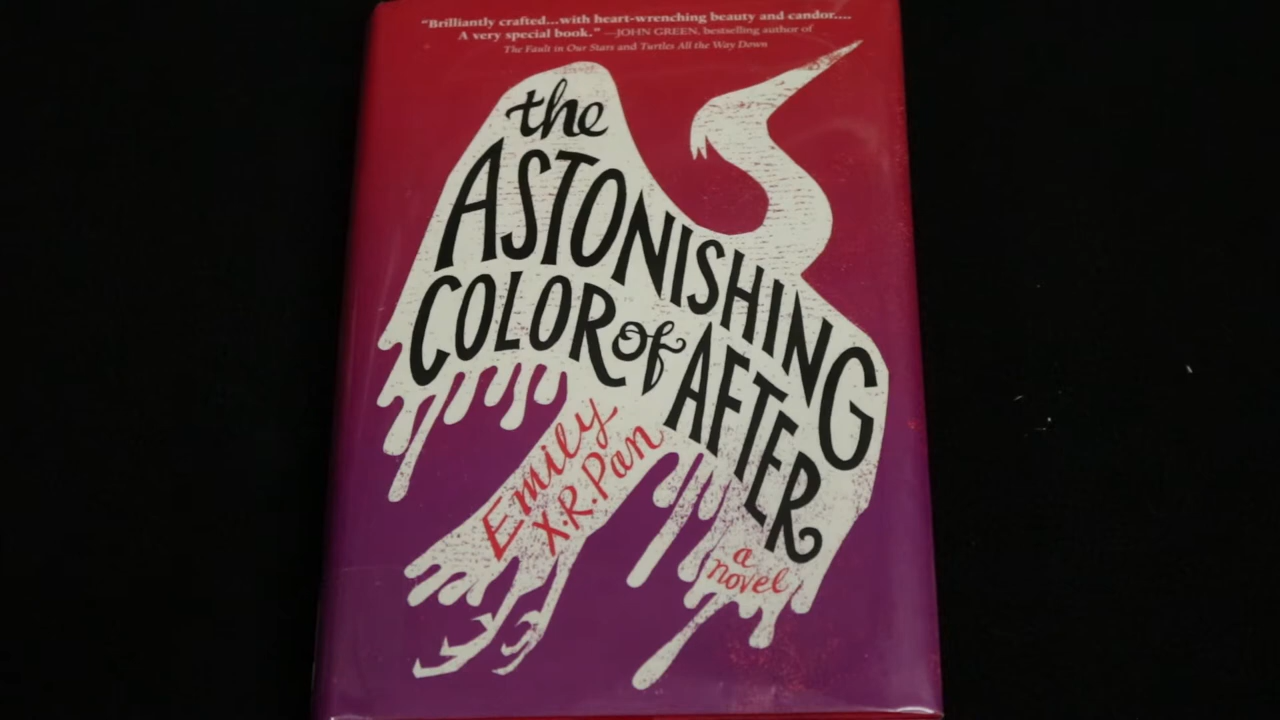 “Brilliantly crafted...with heart-wrenching beauty and candor....
A very special book.” —JOHN GREEN, bestselling author of
The Fault in Our Stars and Turtles All the Way Down
the
ASTONISHING
COLOR of AFTER
Emily
X.R. Pan
a
novel